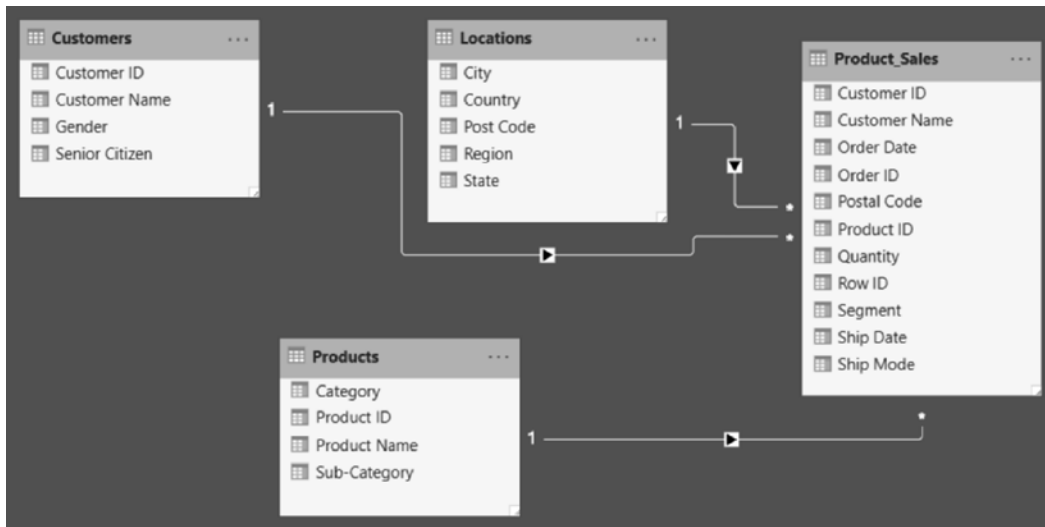 Customers ...
Customer ID
Customer Name
Gender
Senior Citizen
1
Locations ...
City
Country
Post Code
Region
State
1
Product_Sales ...
Customer ID
Customer Name
Order Date
Order ID
Postal Code
Product ID
Quantity
Row ID
Segment
Ship Date
Ship Mode
*
*
*
Products ...
Category
Product ID
Product Name
Sub-Category
1